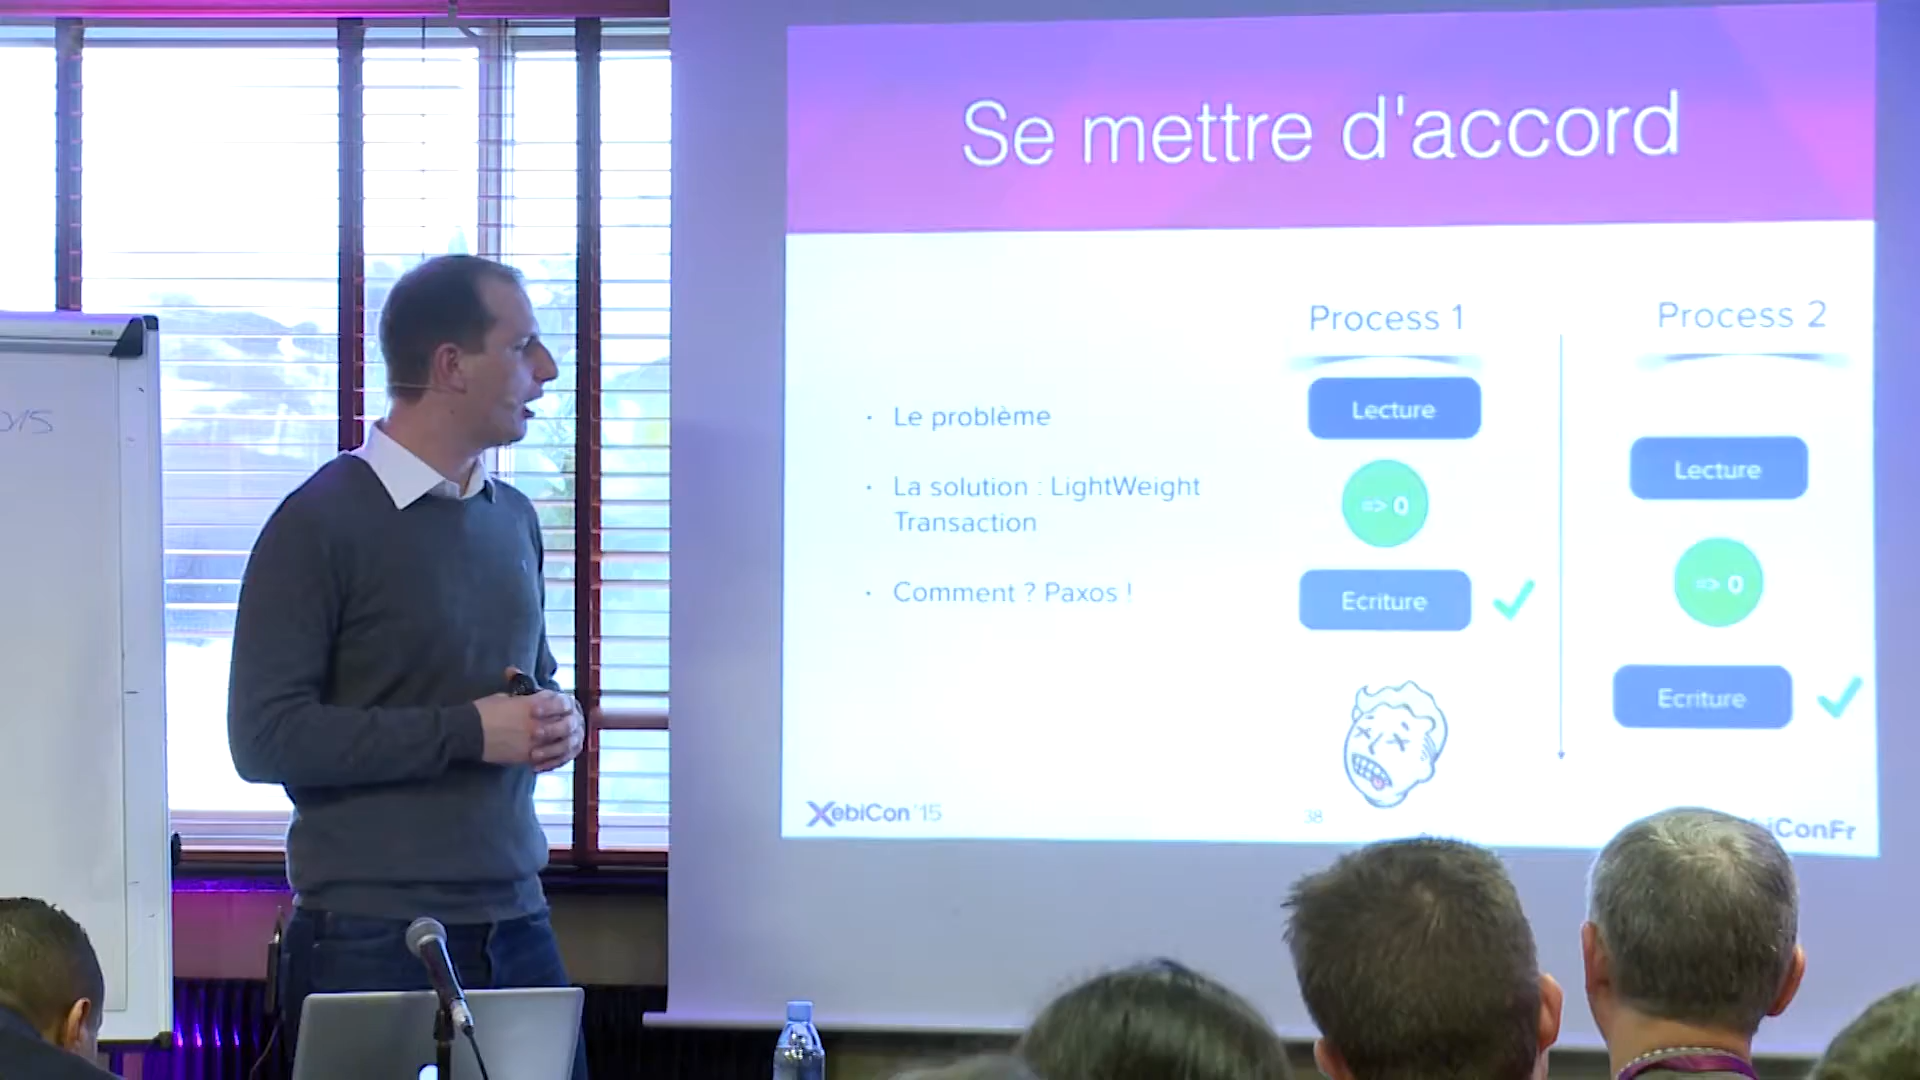 Se mettre d'accord
Process 1
Process 2
Lecture
Lecture
• Le problème
• La solution : LightWeight
Transaction
• Comment ? Paxos !
=> 0
=> 0
Ecriture
Ecriture
XebiCon'15
38
biConFr